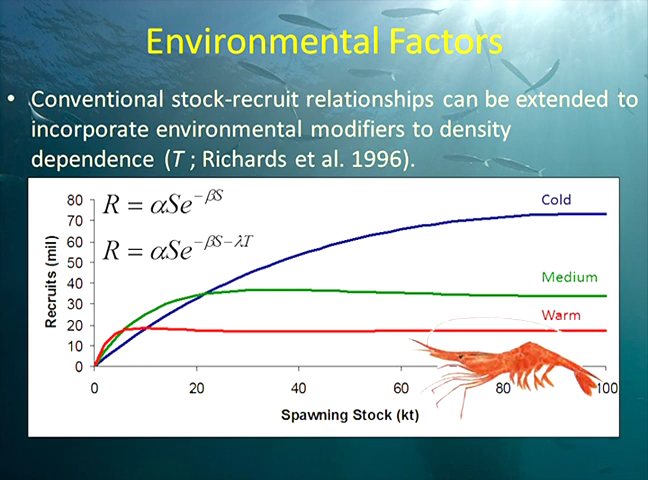 Environmental Factors
• Conventional stock-recruit relationships can be extended to
incorporate environmental modifiers to density
dependence (T ; Richards et al. 1996).
R = αSe^{−βS}
R = αSe^{−βS−λT}
Cold
Medium
Warm
Recruits (mil)
80
70
60
50
40
30
20
10
0
0 20 40 60 80 100
Spawning Stock (kt)